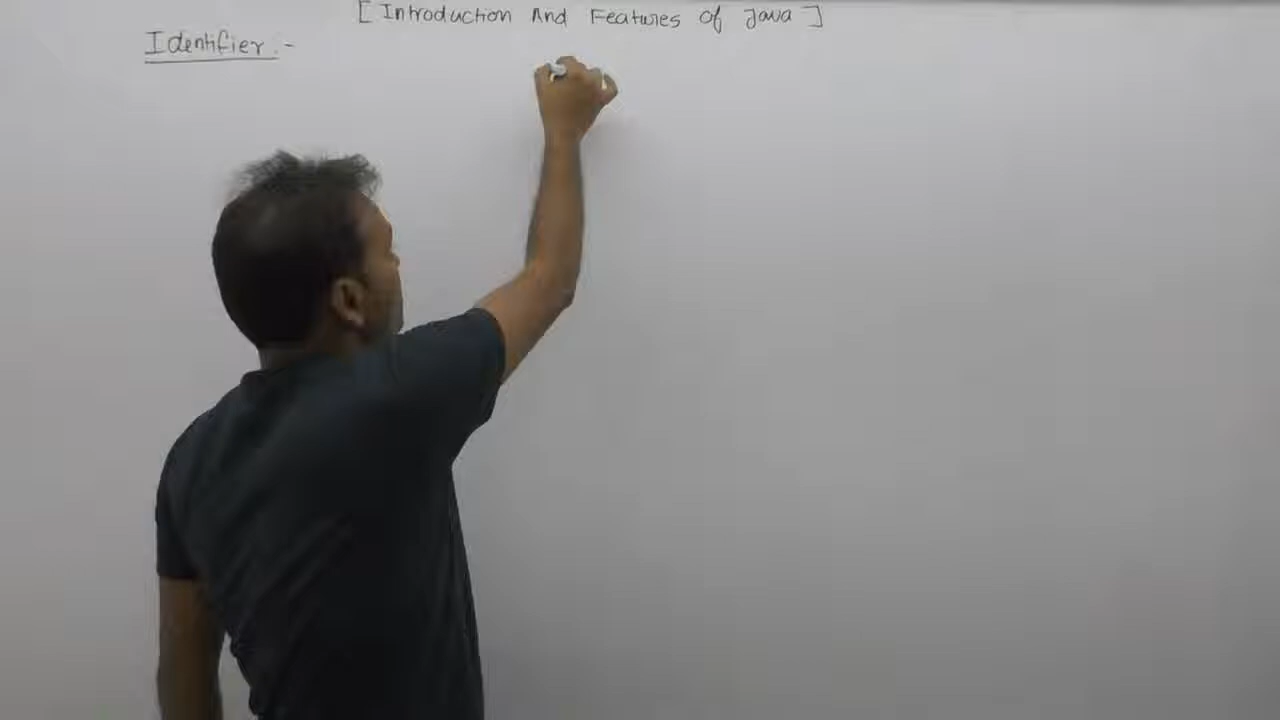 [ Introduction And Features Of Java ]
Identifier :-